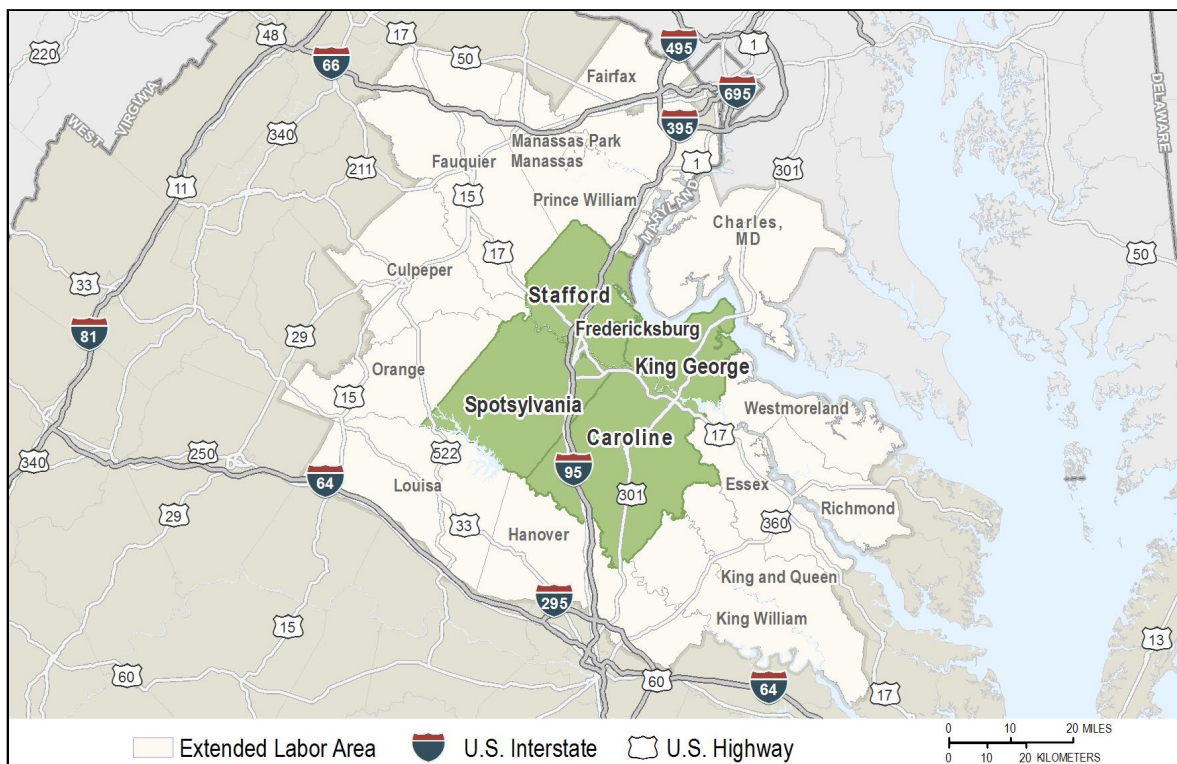 48
17
1
220
50
495
66
Fairfax
695
395
WEST VIRGINIA
DELAWARE
340
Manassas Park
Manassas
Fauquier
1
211
301
11
15
Prince William
MARYLAND
Charles,
MD
17
50
Culpeper
33
Stafford
81
29
Fredericksburg
Orange
King George
15
Spotsylvania
Westmoreland
Caroline
17
340
250
522
95
64
Louisa
Essex
301
Richmond
29
33
Hanover
360
King and Queen
295
King William
15
13
60
60
64
17
Extended Labor Area
U.S. Interstate
U.S. Highway
0 10 20 MILES
0 10 20 KILOMETERS